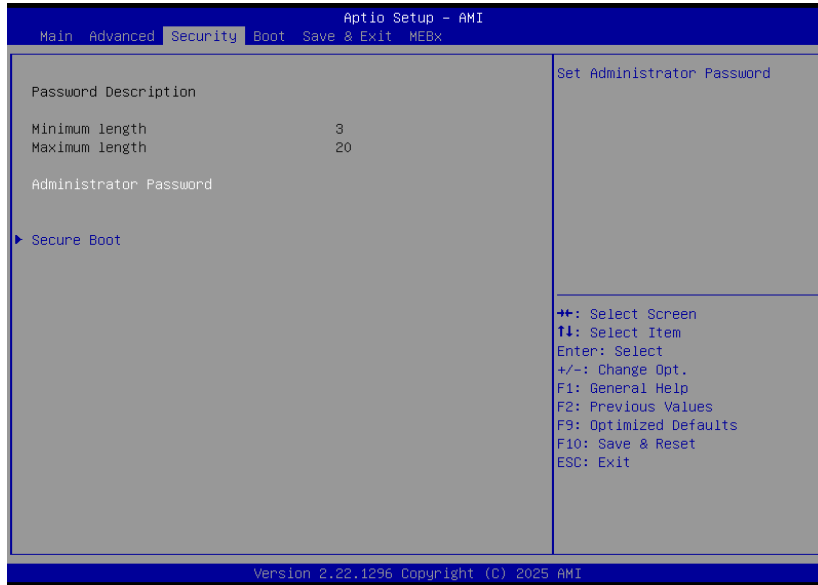 Aptio Setup - AMI
Main Advanced Security Boot Save & Exit MEBx
Password Description
Minimum length 3
Maximum length 20
Administrator Password
Secure Boot
Set Administrator Password
→←: Select Screen
↑↓: Select Item
Enter: Select
+/-: Change Opt.
F1: General Help
F2: Previous Values
F9: Optimized Defaults
F10: Save & Reset
ESC: Exit
Version 2.22.1296 Copyright (C) 2025 AMI